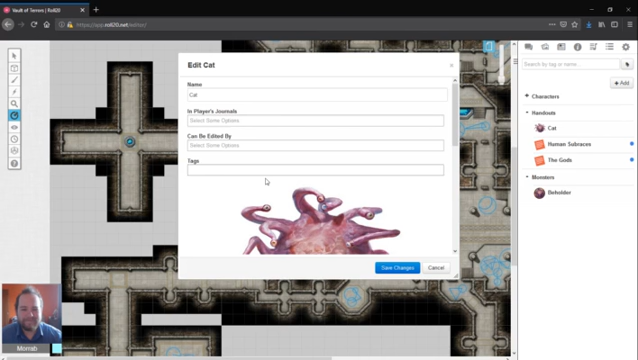 Vault of Terrors | Roll20
https://app.roll20.net/editor/
Edit Cat
Name
Cat
In Player's Journals
Select Some Options
Can Be Edited By
Select Some Options
Tags
Save Changes
Cancel
Search by tag or name...
+ Add
Characters
Handouts
Cat
Human Subraces
The Gods
Monsters
Beholder
Morrab